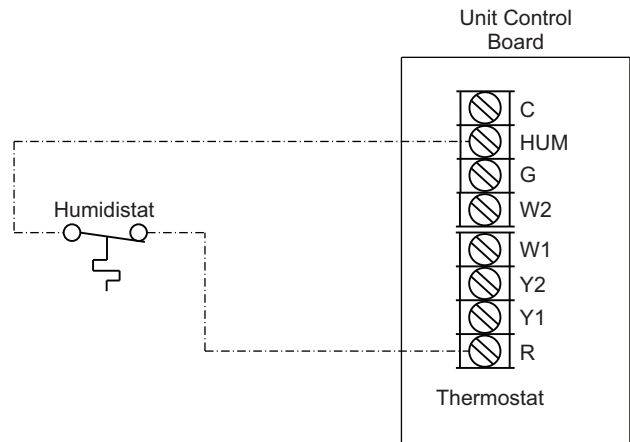 Unit Control
Board
C
HUM
G
W2
W1
Y2
Y1
R
Humidistat
Thermostat